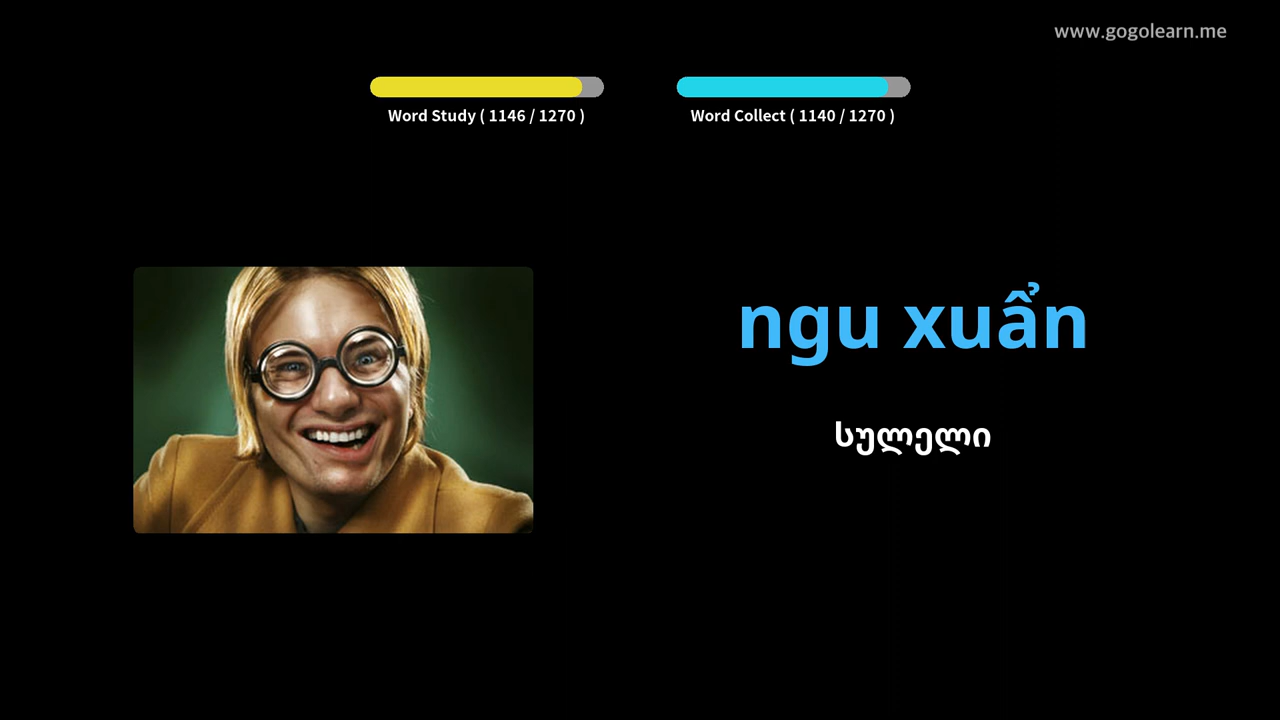 www.gogolearn.me
Word Study ( 1146 / 1270 )
Word Collect ( 1140 / 1270 )
ngu xuẩn
სულელი